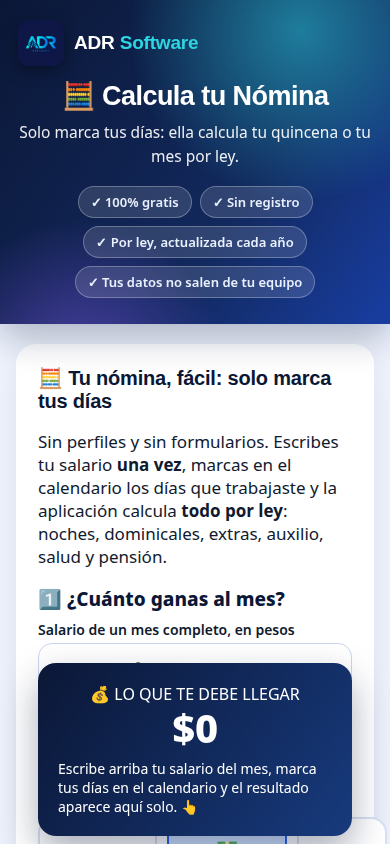 ADR
ADR Software
🧮 Calcula tu Nómina
Solo marca tus días: ella calcula tu quincena o tu
mes por ley.
✓ 100% gratis
✓ Sin registro
✓ Por ley, actualizada cada año
✓ Tus datos no salen de tu equipo
🧮 Tu nómina, fácil: solo marca
tus días
Sin perfiles y sin formularios. Escribes
tu salario una vez, marcas en el
calendario los días que trabajaste y la
aplicación calcula todo por ley:
noches, dominicales, extras, auxilio,
salud y pensión.
1️⃣ ¿Cuánto ganas al mes?
Salario de un mes completo, en pesos
💰 LO QUE TE DEBE LLEGAR
$0
Escribe arriba tu salario del mes, marca
tus días en el calendario y el resultado
aparece aquí solo. 👆